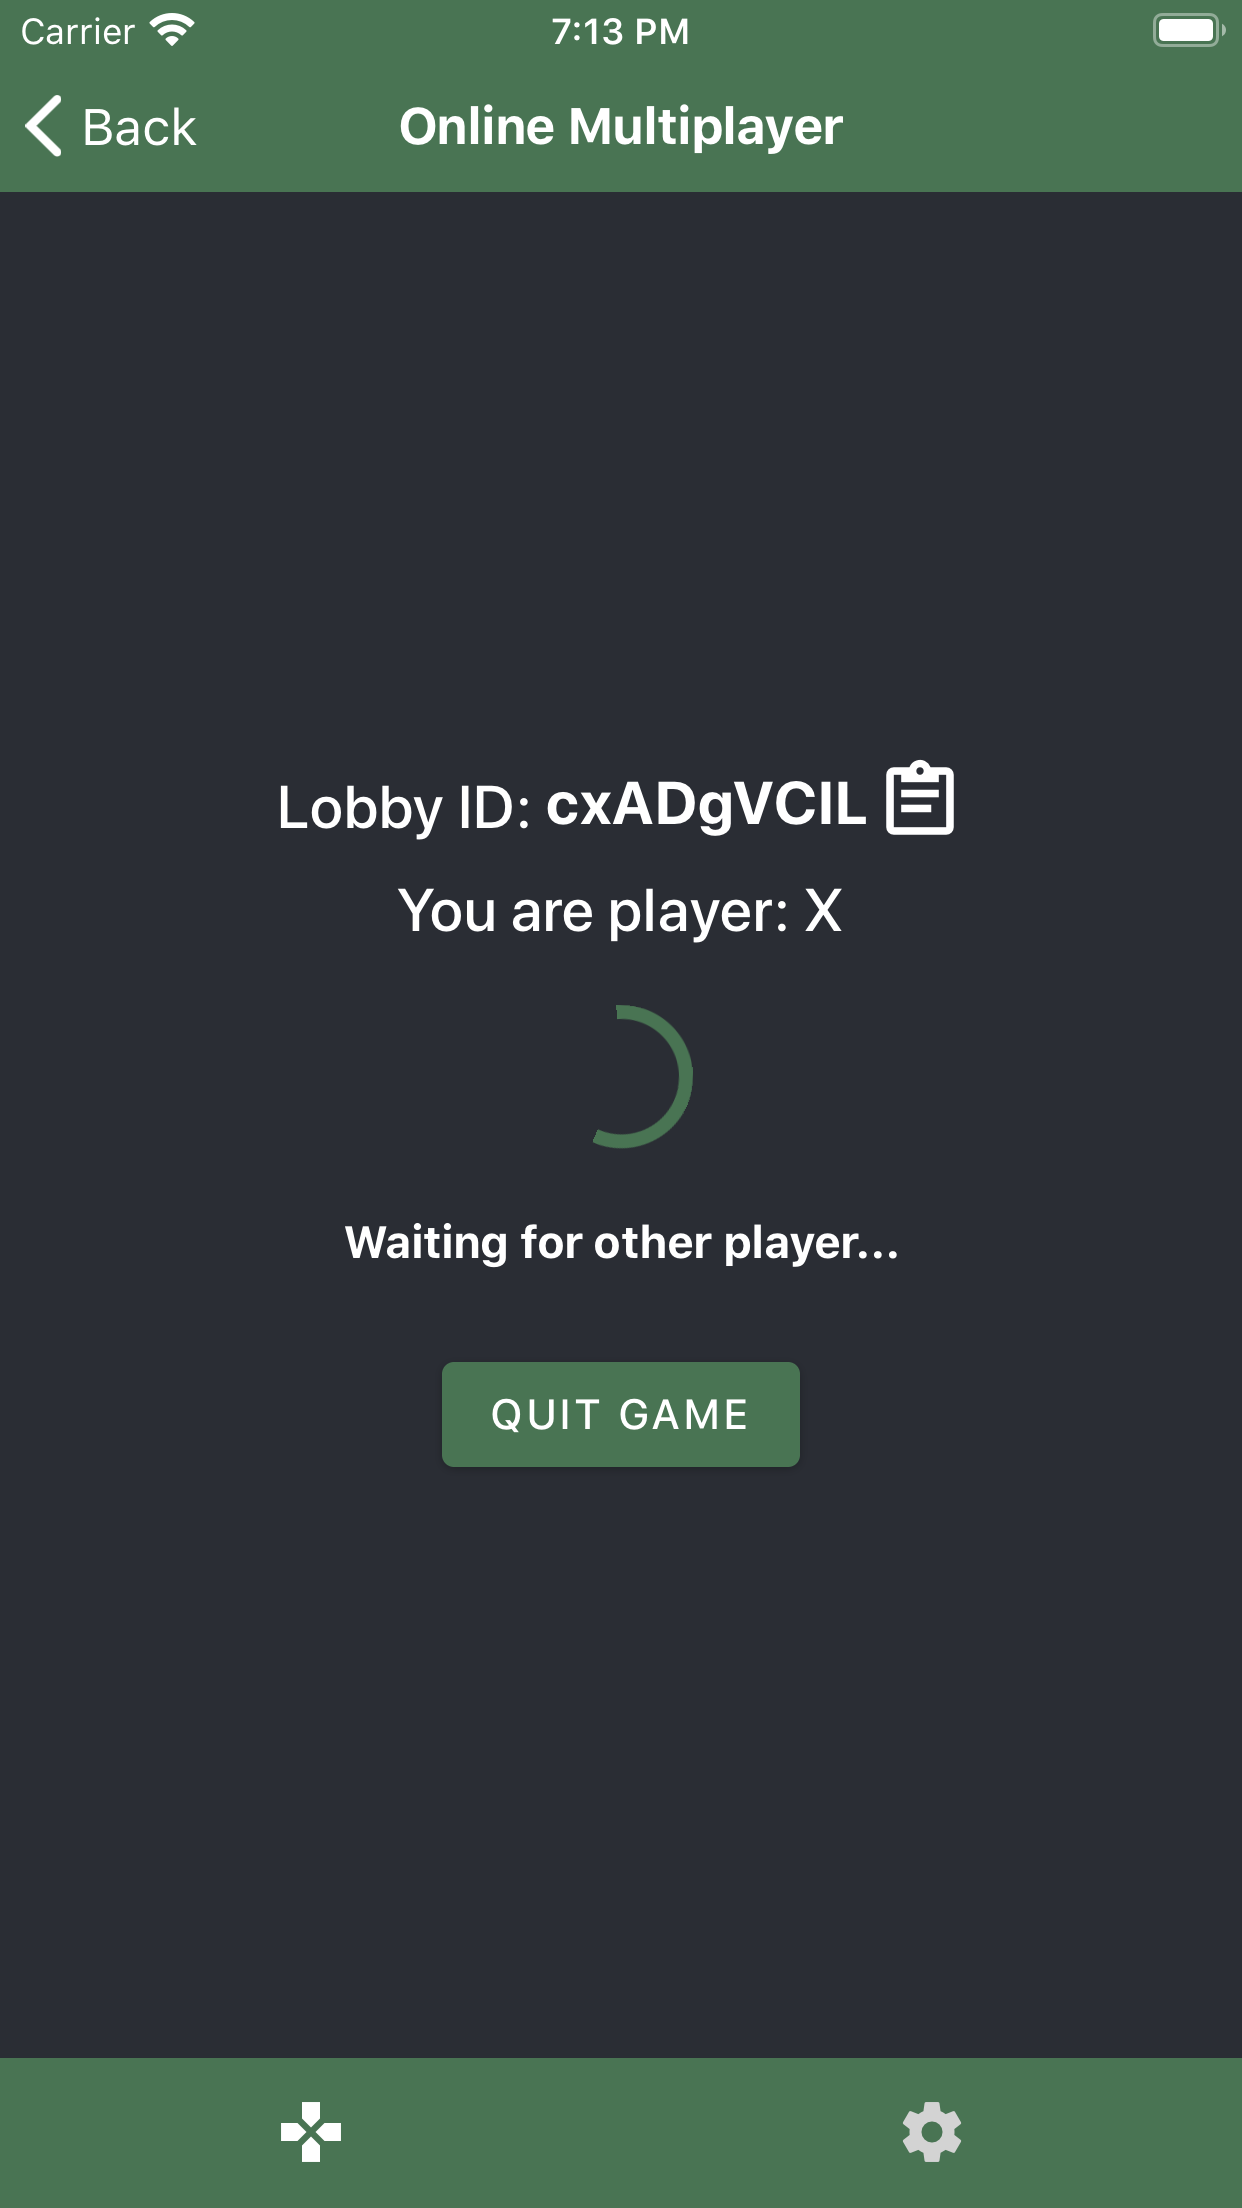 Carrier 7:13 PM
Back Online Multiplayer
Lobby ID: cxADgVCIL
You are player: X
Waiting for other player...
QUIT GAME